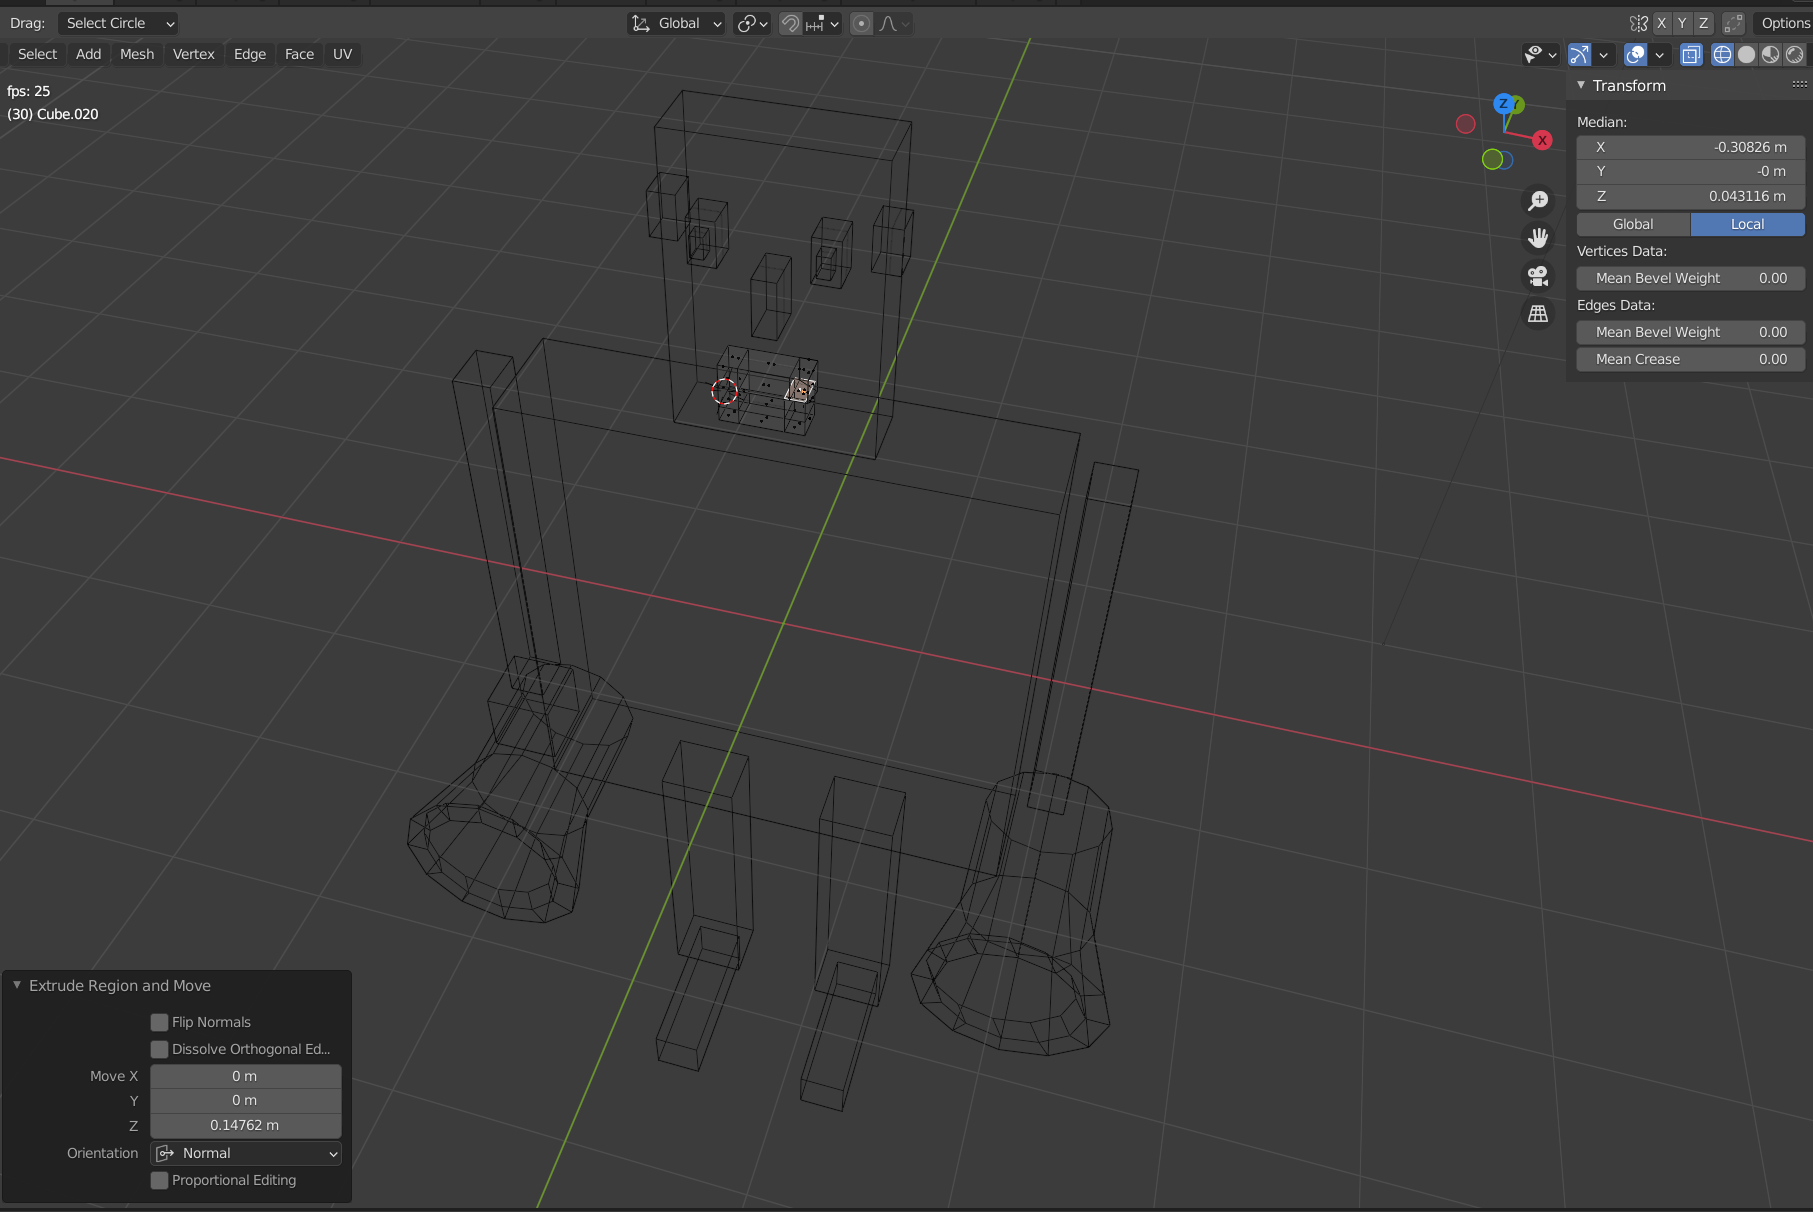 Drag: Select Circle Global X Y Z Options
Select Add Mesh Vertex Edge Face UV
fps: 25
(30) Cube.020
Z Y
X
Transform
Median:
X -0.30826 m
Y -0 m
Z 0.043116 m
Global Local
Vertices Data:
Mean Bevel Weight 0.00
Edges Data:
Mean Bevel Weight 0.00
Mean Crease 0.00
Extrude Region and Move
Flip Normals
Dissolve Orthogonal Ed...
Move X 0 m
Y 0 m
Z 0.14762 m
Orientation Normal
Proportional Editing